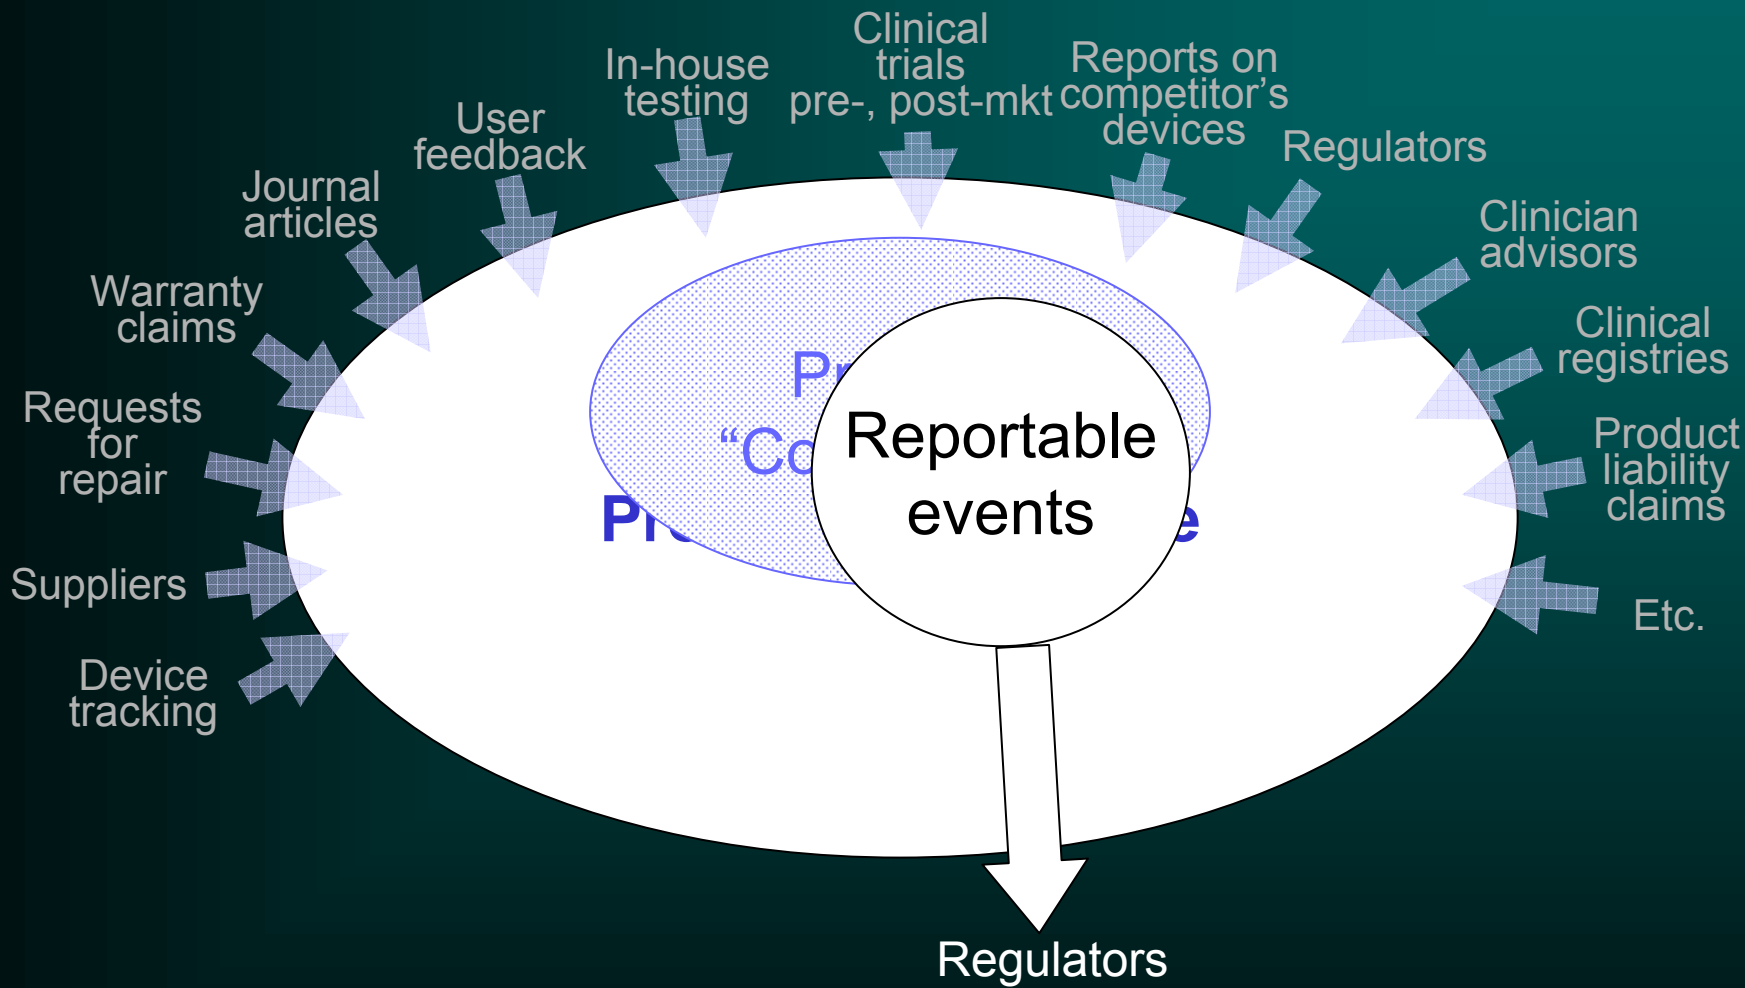 Clinical
trials
pre-, post-mkt
In-house
testing
Reports on
competitor's
devices
User
feedback
Regulators
Journal
articles
Clinician
advisors
Warranty
claims
Clinical
registries
Requests
for
repair
Product
liability
claims
Suppliers
Etc.
Device
tracking
Reportable
events
Regulators